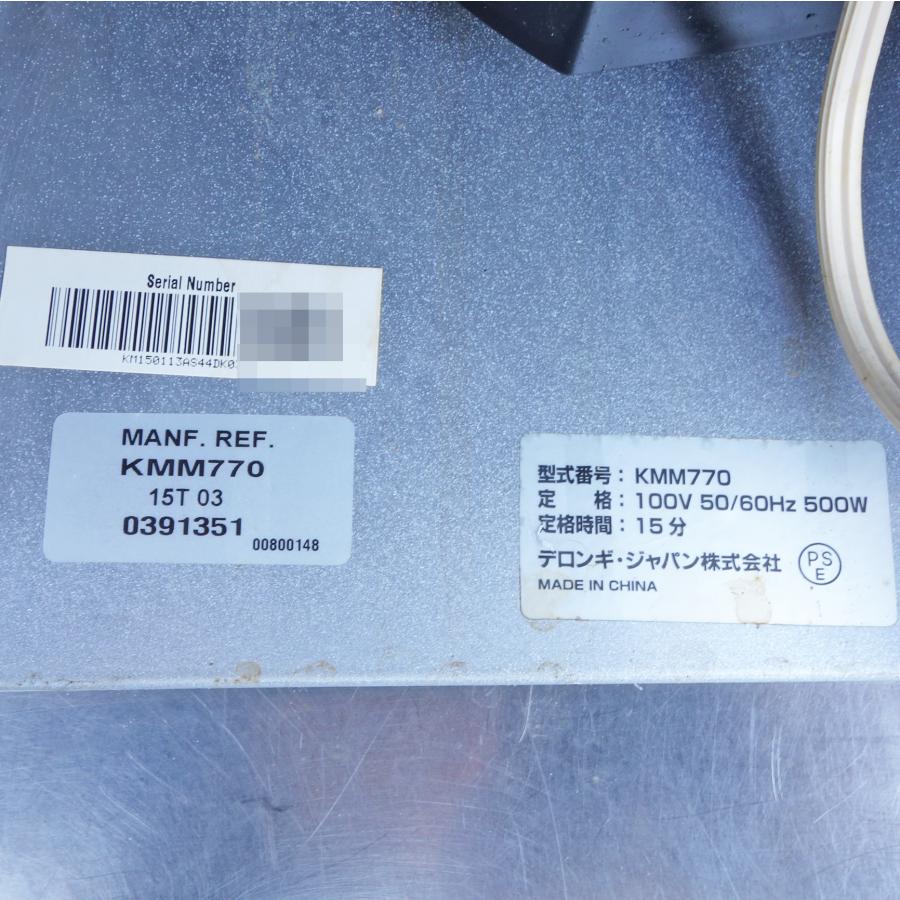 Serial Number
KM150113AS44DK0
MANF. REF.
KMM770
15T 03
0391351
00800148
型式番号：KMM770
定　格：100V 50/60Hz 500W
定格時間：15分
デロンギ・ジャパン株式会社
PS
E
MADE IN CHINA